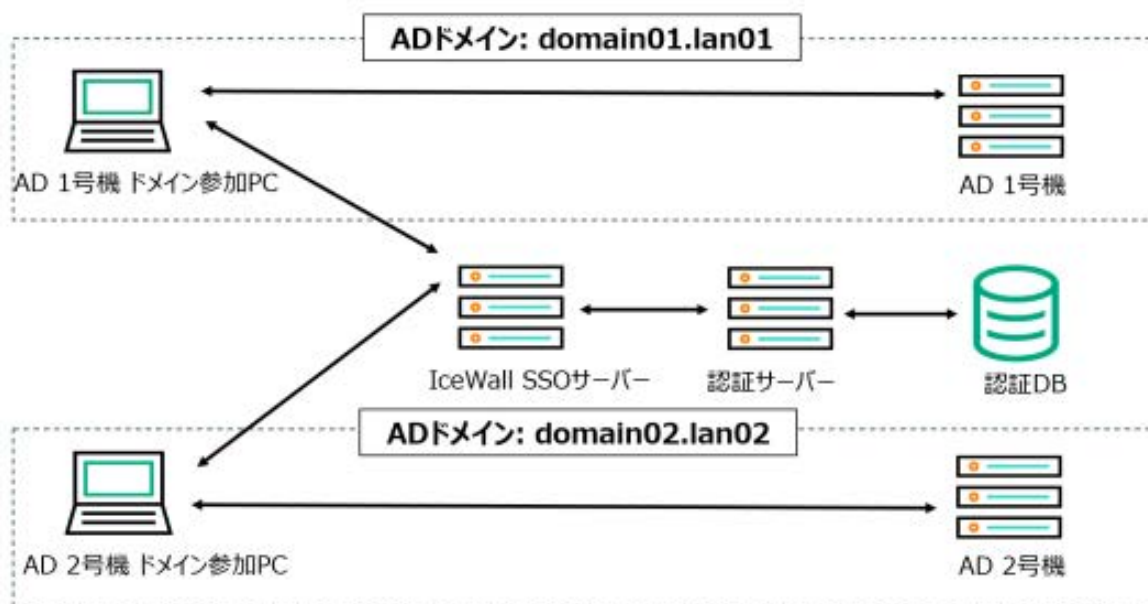 ADドメイン: domain01.lan01
AD 1号機 ドメイン参加PC
AD 1号機
IceWall SSOサーバー
認証サーバー
認証DB
ADドメイン: domain02.lan02
AD 2号機 ドメイン参加PC
AD 2号機